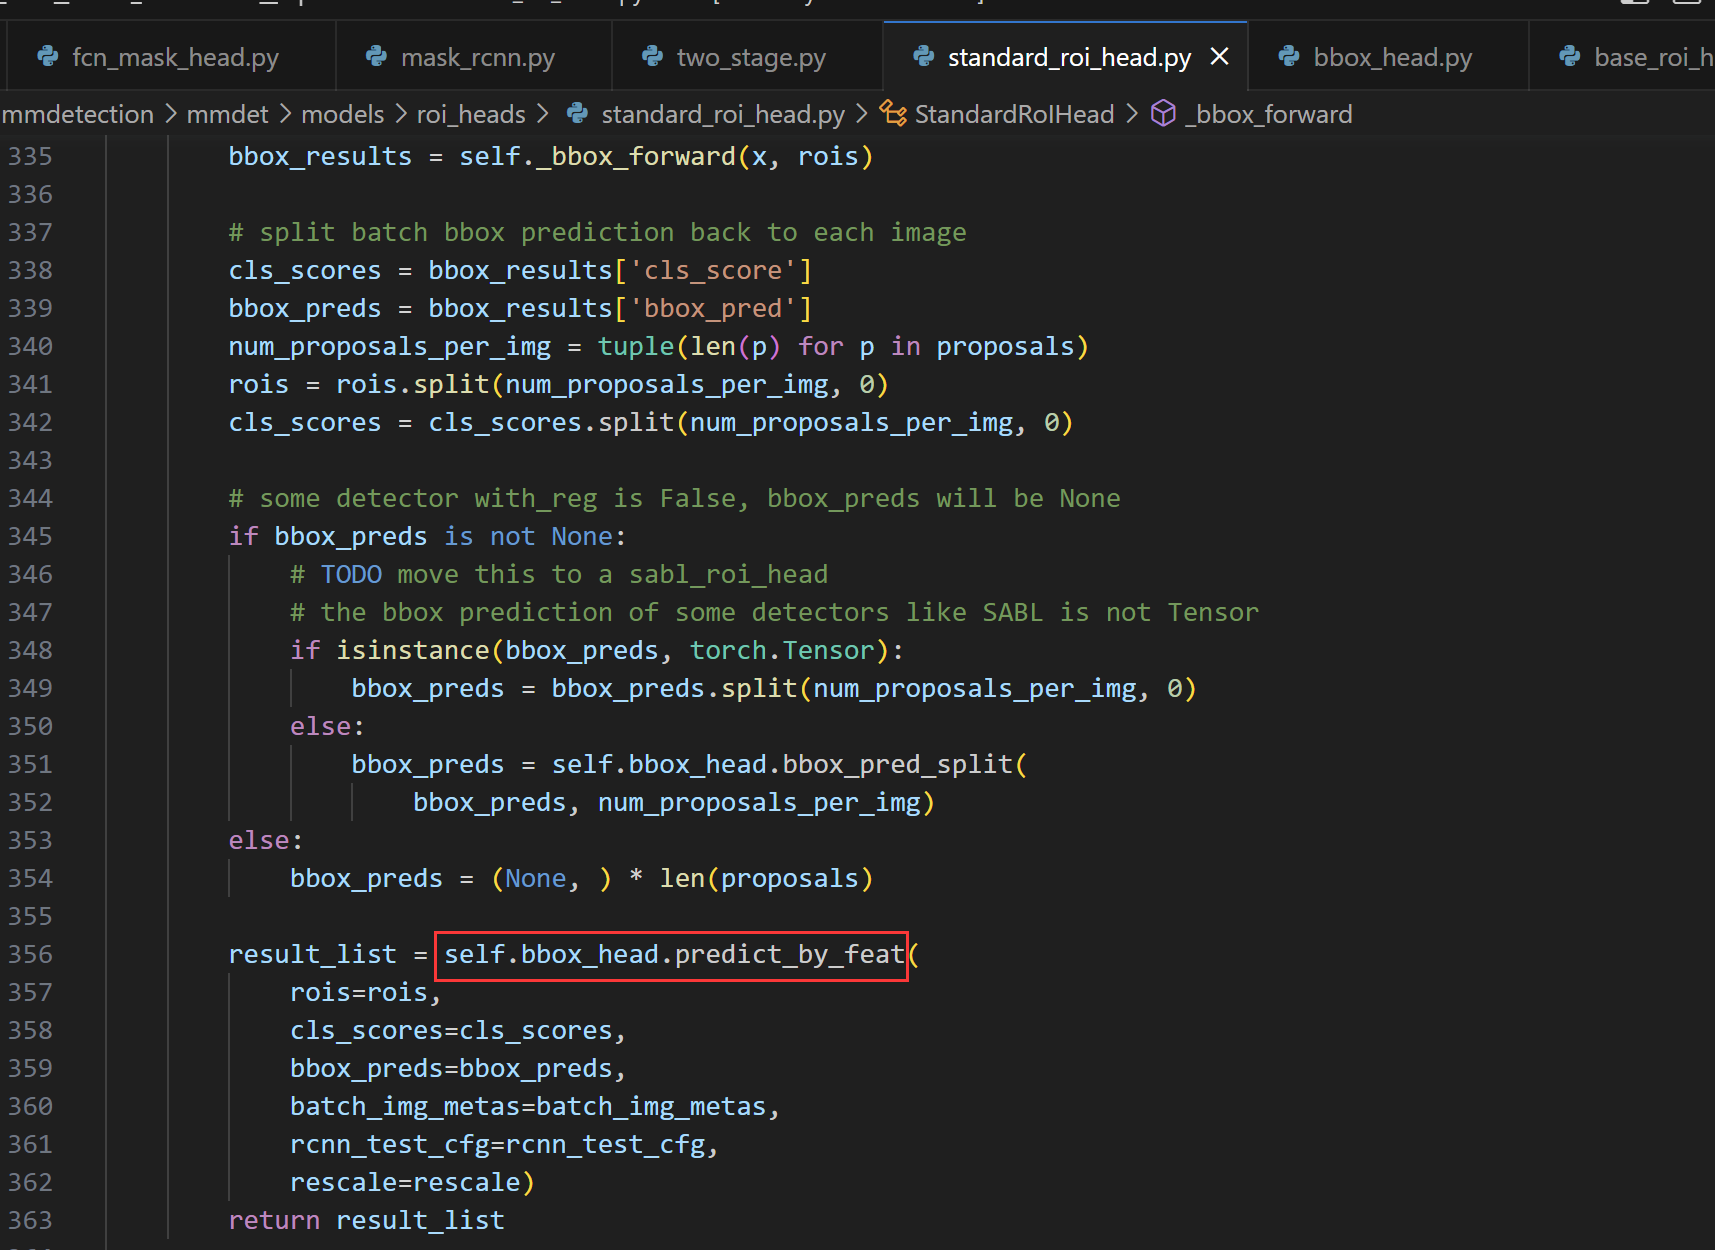 fcn_mask_head.py mask_rcnn.py two_stage.py standard_roi_head.py bbox_head.py base_roi_h
mmdetection > mmdet > models > roi_heads > standard_roi_head.py > StandardRoIHead > _bbox_forward
335 bbox_results = self._bbox_forward(x, rois)
336
337 # split batch bbox prediction back to each image
338 cls_scores = bbox_results['cls_score']
339 bbox_preds = bbox_results['bbox_pred']
340 num_proposals_per_img = tuple(len(p) for p in proposals)
341 rois = rois.split(num_proposals_per_img, 0)
342 cls_scores = cls_scores.split(num_proposals_per_img, 0)
343
344 # some detector with_reg is False, bbox_preds will be None
345 if bbox_preds is not None:
346 # TODO move this to a sabl_roi_head
347 # the bbox prediction of some detectors like SABL is not Tensor
348 if isinstance(bbox_preds, torch.Tensor):
349 bbox_preds = bbox_preds.split(num_proposals_per_img, 0)
350 else:
351 bbox_preds = self.bbox_head.bbox_pred_split(
352 bbox_preds, num_proposals_per_img)
353 else:
354 bbox_preds = (None, ) * len(proposals)
355
356 result_list = self.bbox_head.predict_by_feat(
357 rois=rois,
358 cls_scores=cls_scores,
359 bbox_preds=bbox_preds,
360 batch_img_metas=batch_img_metas,
361 rcnn_test_cfg=rcnn_test_cfg,
362 rescale=rescale)
363 return result_list